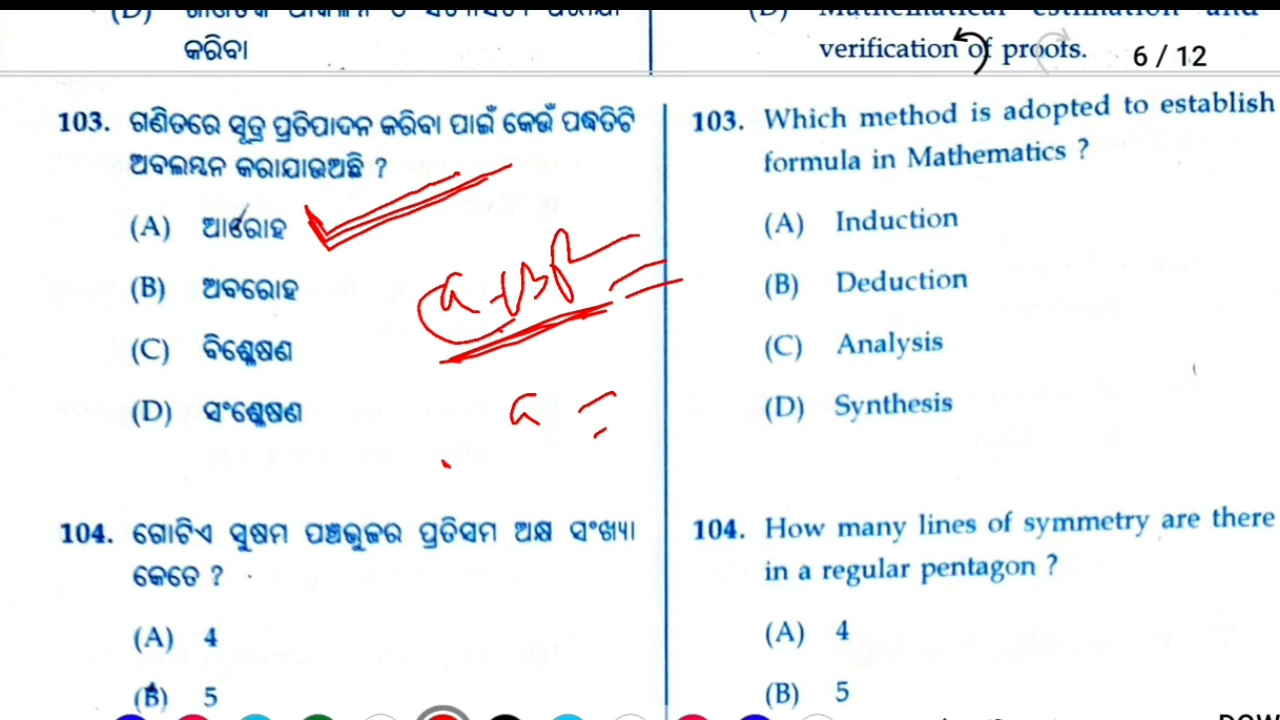 verification of proofs.
6 / 12
କରିବା
103. ଗଣିତରେ ସୂତ୍ର ପ୍ରତିପାଦନ କରିବା ପାଇଁ କେଉଁ ପଦ୍ଧତିଟି
ଅବଲମ୍ବନ କରାଯାଉଅଛି ?
(A) ଆରୋହ
(B) ଅବରୋହ
(C) ବିଶ୍ଳେଷଣ
(D) ସଂଶ୍ଳେଷଣ
104. ଗୋଟିଏ ସୁଷମ ପଞ୍ଚଭୁଜର ପ୍ରତିସମ ଅକ୍ଷ ସଂଖ୍ୟା
କେତେ ?
(A) 4
(B) 5
103. Which method is adopted to establish
formula in Mathematics ?
(A) Induction
(B) Deduction
(C) Analysis
(D) Synthesis
104. How many lines of symmetry are there
in a regular pentagon ?
(A) 4
(B) 5